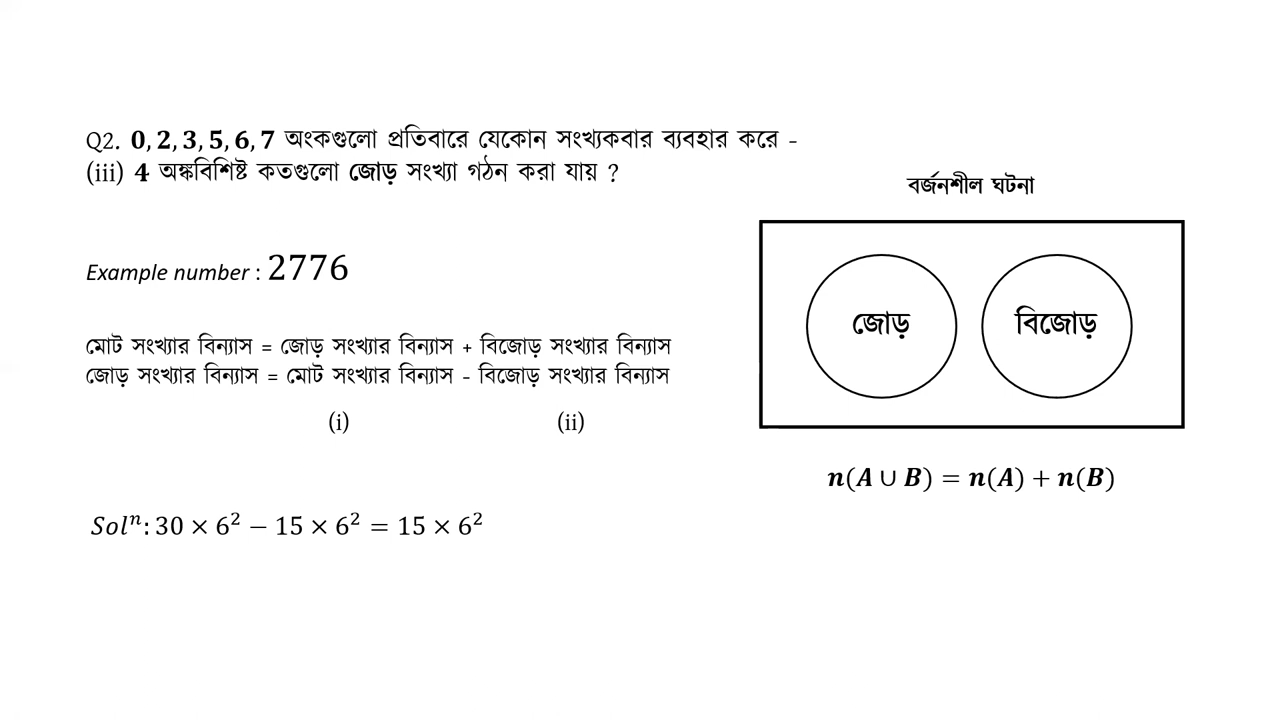 Q2. 0, 2, 3, 5, 6, 7 অংকগুলো প্রতিবারে যেকোন সংখ্যকবার ব্যবহার করে -
(iii) 4 অঙ্কবিশিষ্ট কতগুলো জোড় সংখ্যা গঠন করা যায় ?
বর্জনশীল ঘটনা
জোড়
বিজোড়
Example number : 2776
মোট সংখ্যার বিন্যাস = জোড় সংখ্যার বিন্যাস + বিজোড় সংখ্যার বিন্যাস
জোড় সংখ্যার বিন্যাস = মোট সংখ্যার বিন্যাস - বিজোড় সংখ্যার বিন্যাস
(i) (ii)
n(A ∪ B) = n(A) + n(B)
Solⁿ: 30 × 6² − 15 × 6² = 15 × 6²